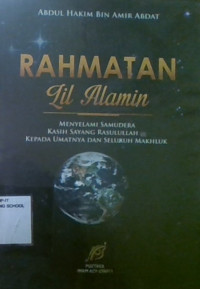 ABDUL HAKIM BIN AMIR ABDAT
RAHMATAN
Lil Alamin
MENYELAMI SAMUDERA
KASIH SAYANG RASULULLAH ﷺ
KEPADA UMATNYA DAN SELURUH MAKHLUK